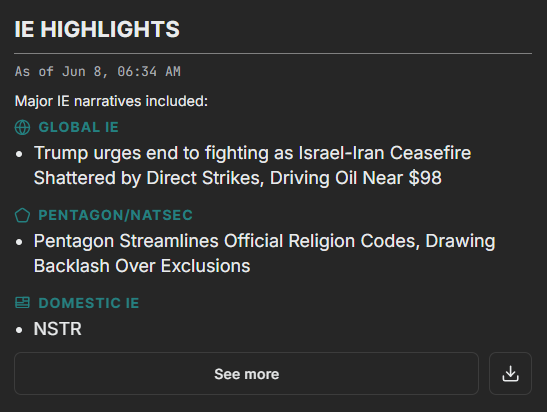 IE HIGHLIGHTS
As of Jun 8, 06:34 AM
Major IE narratives included:
GLOBAL IE
• Trump urges end to fighting as Israel-Iran Ceasefire
Shattered by Direct Strikes, Driving Oil Near $98
PENTAGON/NATSEC
• Pentagon Streamlines Official Religion Codes, Drawing
Backlash Over Exclusions
DOMESTIC IE
• NSTR
See more